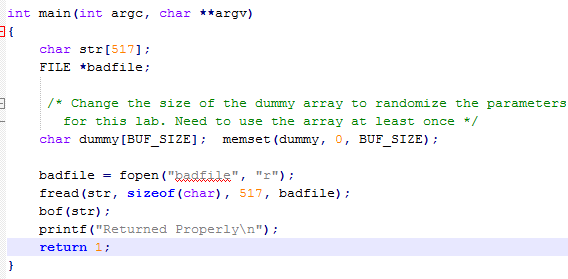 int main(int argc, char **argv)
{
    char str[517];
    FILE *badfile;

     /* Change the size of the dummy array to randomize the parameters
       for this lab. Need to use the array at least once */
    char dummy[BUF_SIZE];  memset(dummy, 0, BUF_SIZE);

    badfile = fopen("badfile", "r");
    fread(str, sizeof(char), 517, badfile);
    bof(str);
    printf("Returned Properly\n");
    return 1;
}